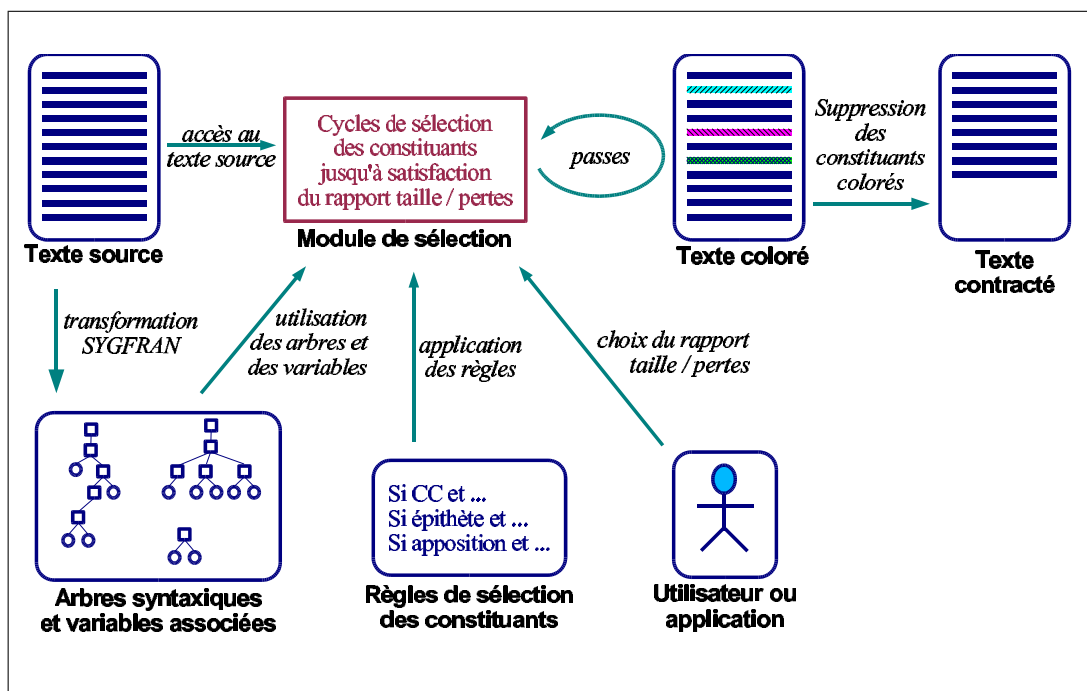 accès au
texte source
Cycles de sélection
des constituants
jusqu'à satisfaction
du rapport taille / pertes
passes
Suppression
des
constituants
colorés
Texte source
Module de sélection
Texte coloré
Texte
contracté
transformation
SYGFRAN
utilisation
des arbres et
des variables
application
des règles
choix du rapport
taille / pertes
Si CC et ...
Si épithète et ...
Si apposition et ...
Arbres syntaxiques
et variables associées
Règles de sélection
des constituants
Utilisateur ou
application